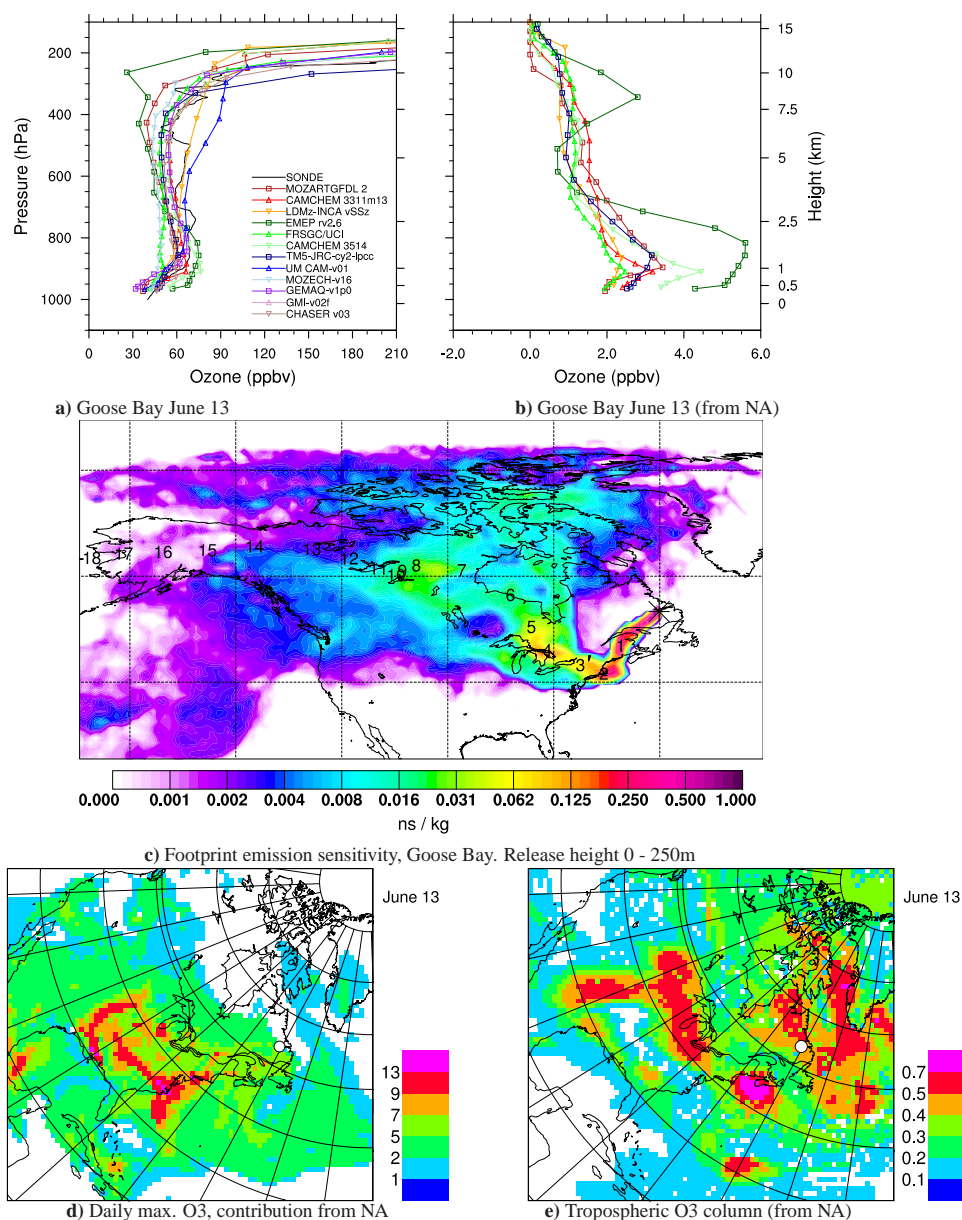 200
400
600
800
1000
Pressure (hPa)
SONDE
MOZARTGFDL 2
CAMCHEM 3311m13
LDMz-INCA vSSz
EMEP rv2.6
FRSGC/UCI
CAMCHEM 3514
TM5-JRC-cy2-lpcc
UM CAM-v01
MOZECH-v16
GEMAQ-v1p0
GMI-v02f
CHASER v03
0 30 60 90 120 150 180 210
Ozone (ppbv)
15
10
7.5
5
2.5
1
0.5
0
Height (km)
-2.0 0.0 2.0 4.0 6.0
Ozone (ppbv)
a) Goose Bay June 13
b) Goose Bay June 13 (from NA)
18 17 16 15 14 13 12 11 10 9 8 7
6
5
4
3
2
1
0.000 0.001 0.002 0.004 0.008 0.016 0.031 0.062 0.125 0.250 0.500 1.000
ns / kg
c) Footprint emission sensitivity, Goose Bay. Release height 0 - 250m
June 13
13
9
7
5
2
1
June 13
0.7
0.5
0.4
0.3
0.2
0.1
d) Daily max. O3, contribution from NA
e) Tropospheric O3 column (from NA)